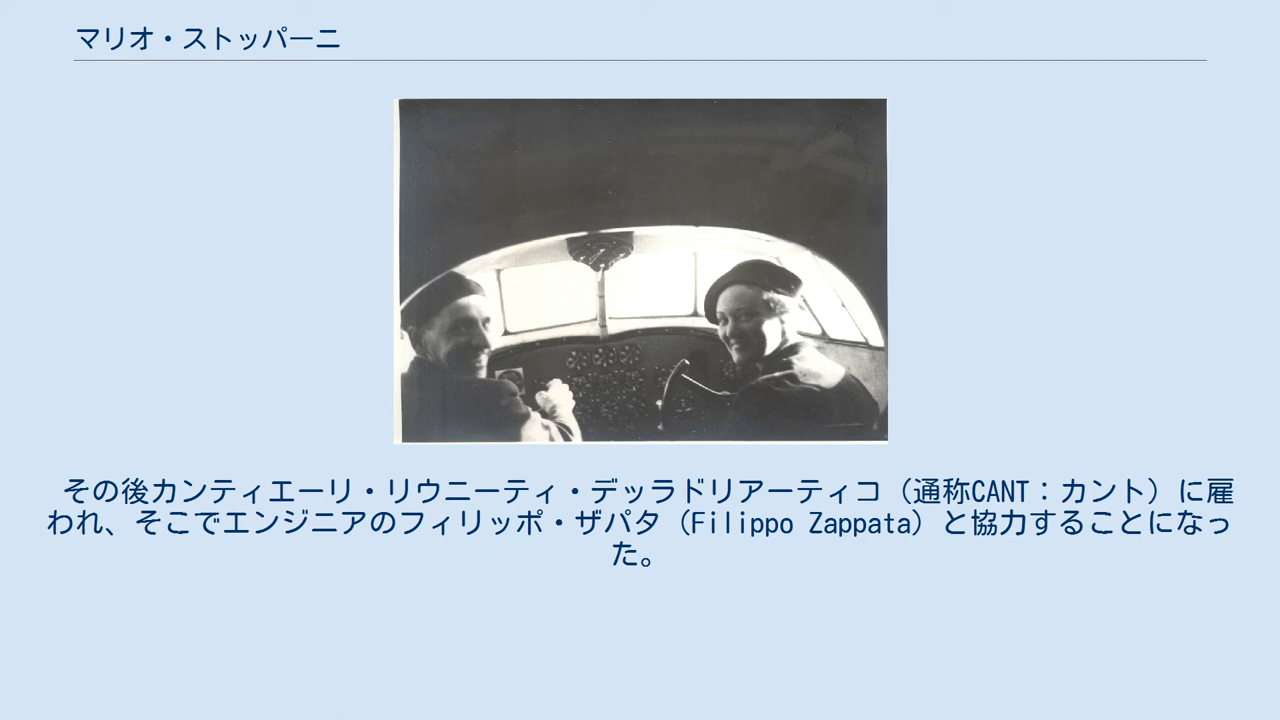 マリオ・ストッパーニ
その後カンティエーリ・リウニーティ・デッラドリアーティコ（通称CANT：カント）に雇
われ、そこでエンジニアのフィリッポ・ザパタ（Filippo Zappata）と協力することになっ
た。